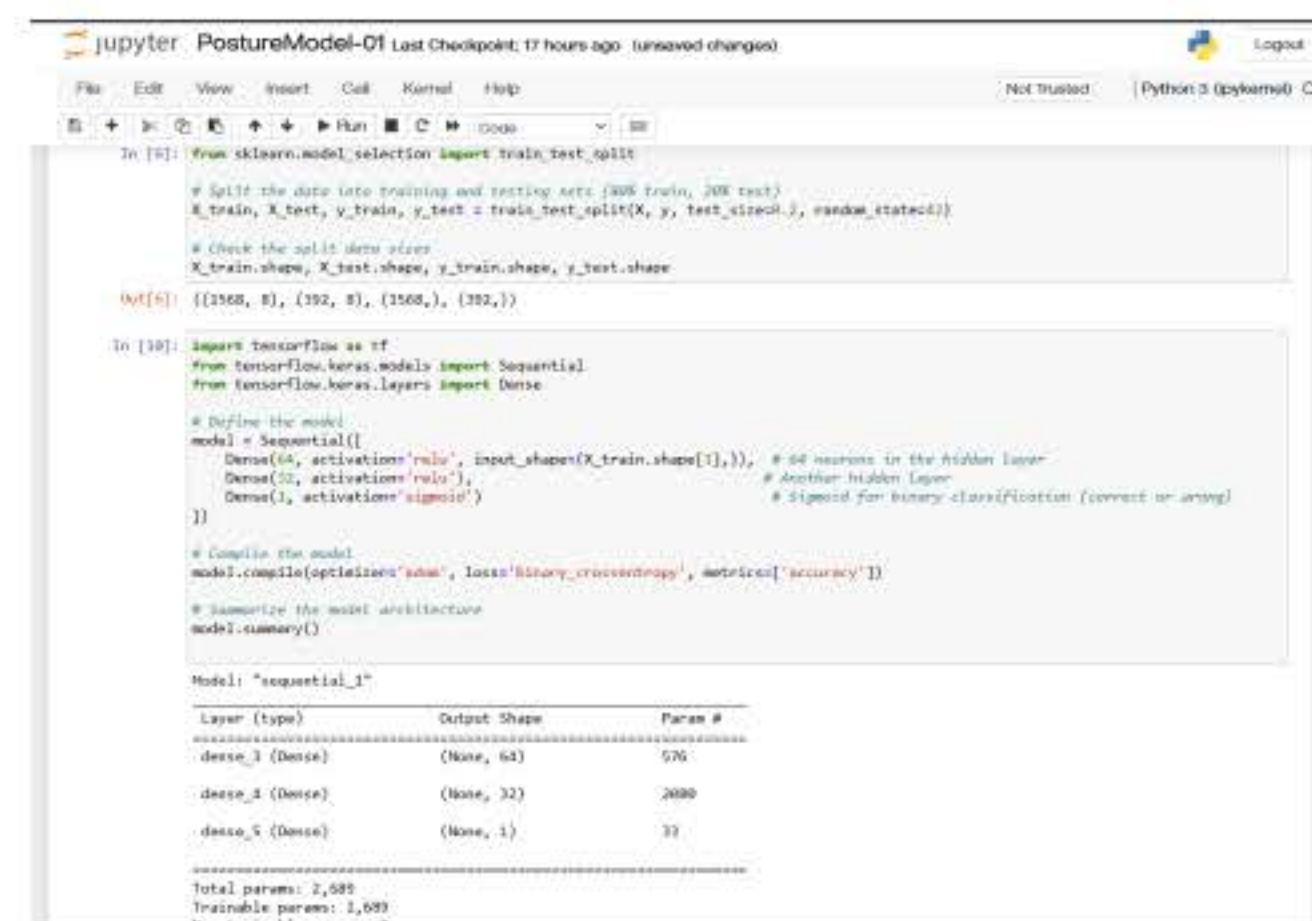 jupyter PostureModel-01 Last Checkpoint: 17 hours ago (unsaved changes)
Logout
File Edit View Insert Cell Kernel Help
Not Trusted
Python 3 (ipykernel)
Run
Code
In [6]: from sklearn.model_selection import train_test_split
# Split the data into training and testing sets (80% train, 20% test)
X_train, X_test, y_train, y_test = train_test_split(X, y, test_size=0.2, random_state=42)
# Check the split data sizes
X_train.shape, X_test.shape, y_train.shape, y_test.shape
Out[6]: ((1568, 8), (392, 8), (1568,), (392,))
In [10]: import tensorflow as tf
from tensorflow.keras.models import Sequential
from tensorflow.keras.layers import Dense
# Define the model
model = Sequential([
Dense(64, activation='relu', input_shape=(X_train.shape[1],)), # 64 neurons in the hidden layer
Dense(32, activation='relu'), # Another hidden layer
Dense(1, activation='sigmoid') # Sigmoid for binary classification (correct or wrong)
])
# Compile the model
model.compile(optimizer='adam', loss='binary_crossentropy', metrics=['accuracy'])
# Summarize the model architecture
model.summary()
Model: "sequential_1"
Layer (type) Output Shape Param #
dense_3 (Dense) (None, 64) 576
dense_4 (Dense) (None, 32) 2080
dense_5 (Dense) (None, 1) 33
Total params: 2,689
Trainable params: 2,689